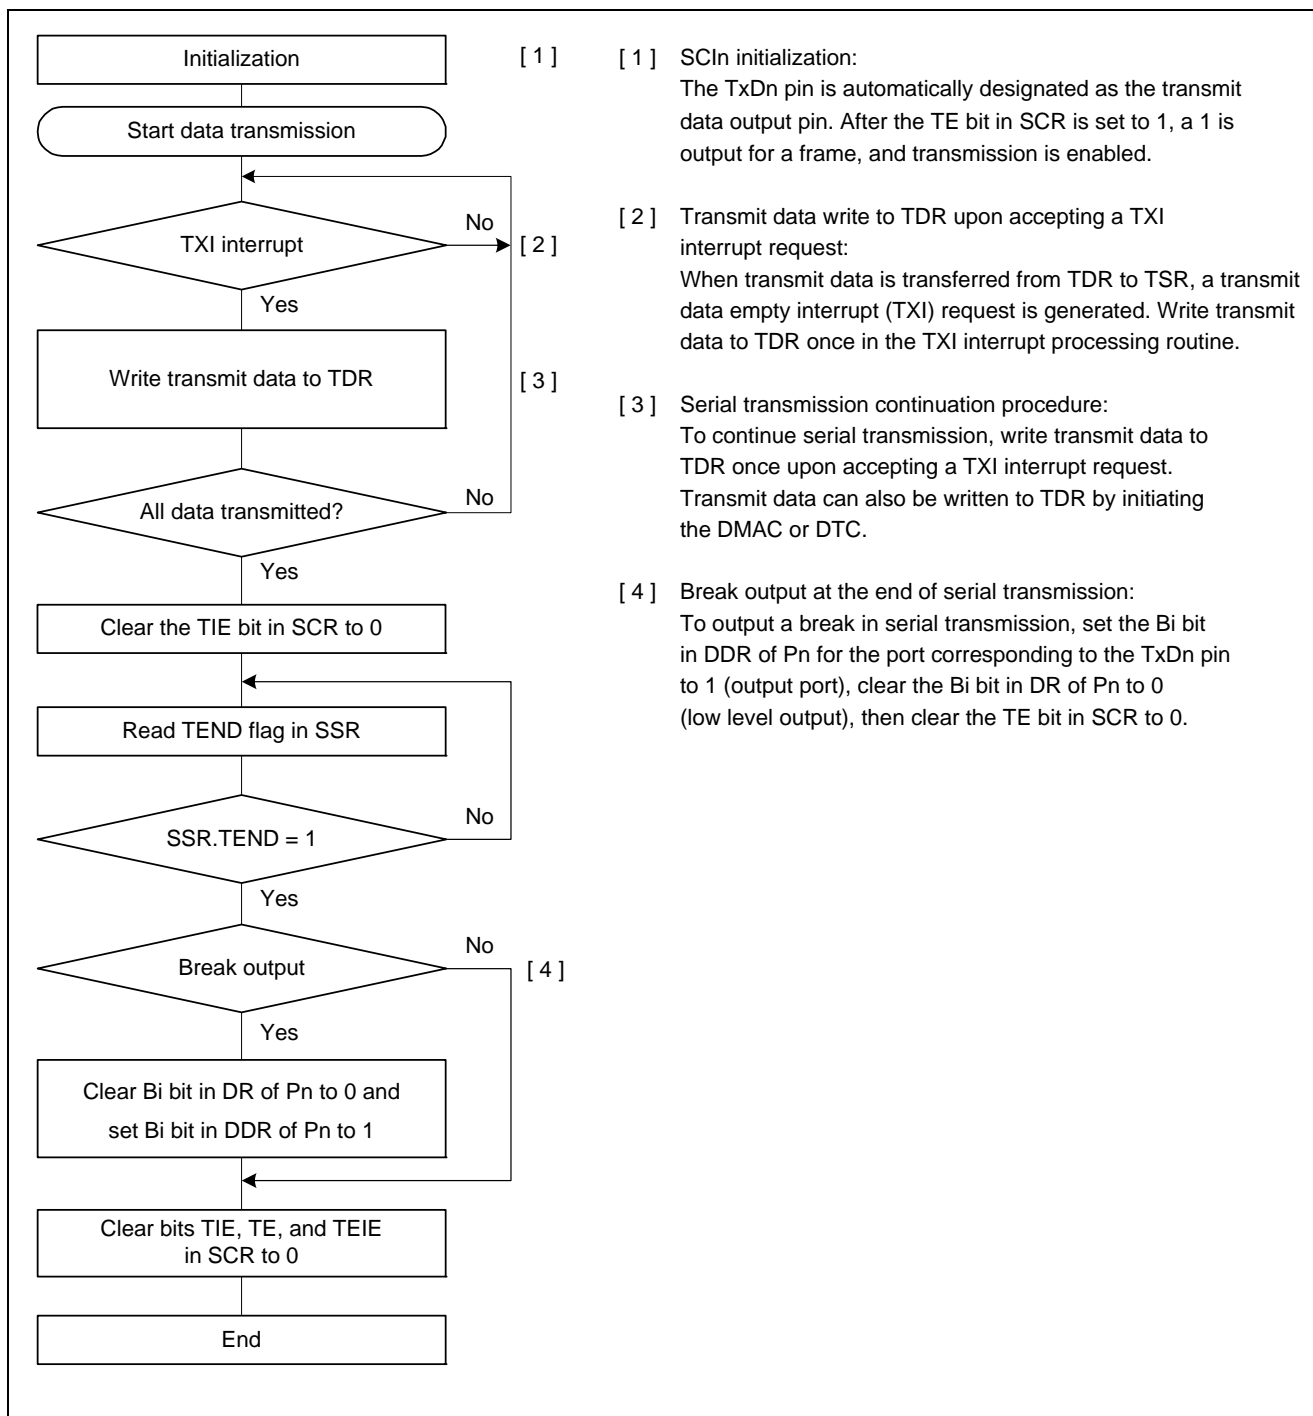 Initialization
[ 1 ]
Start data transmission
No
TXI interrupt
[ 2 ]
Yes
Write transmit data to TDR
[ 3 ]
No
All data transmitted?
Yes
Clear the TIE bit in SCR to 0
Read TEND flag in SSR
No
SSR.TEND = 1
Yes
No
Break output
[ 4 ]
Yes
Clear Bi bit in DR of Pn to 0 and
set Bi bit in DDR of Pn to 1
Clear bits TIE, TE, and TEIE
in SCR to 0
End
[ 1 ] SCIn initialization:
The TxDn pin is automatically designated as the transmit
data output pin. After the TE bit in SCR is set to 1, a 1 is
output for a frame, and transmission is enabled.
[ 2 ] Transmit data write to TDR upon accepting a TXI
interrupt request:
When transmit data is transferred from TDR to TSR, a transmit
data empty interrupt (TXI) request is generated. Write transmit
data to TDR once in the TXI interrupt processing routine.
[ 3 ] Serial transmission continuation procedure:
To continue serial transmission, write transmit data to
TDR once upon accepting a TXI interrupt request.
Transmit data can also be written to TDR by initiating
the DMAC or DTC.
[ 4 ] Break output at the end of serial transmission:
To output a break in serial transmission, set the Bi bit
in DDR of Pn for the port corresponding to the TxDn pin
to 1 (output port), clear the Bi bit in DR of Pn to 0
(low level output), then clear the TE bit in SCR to 0.